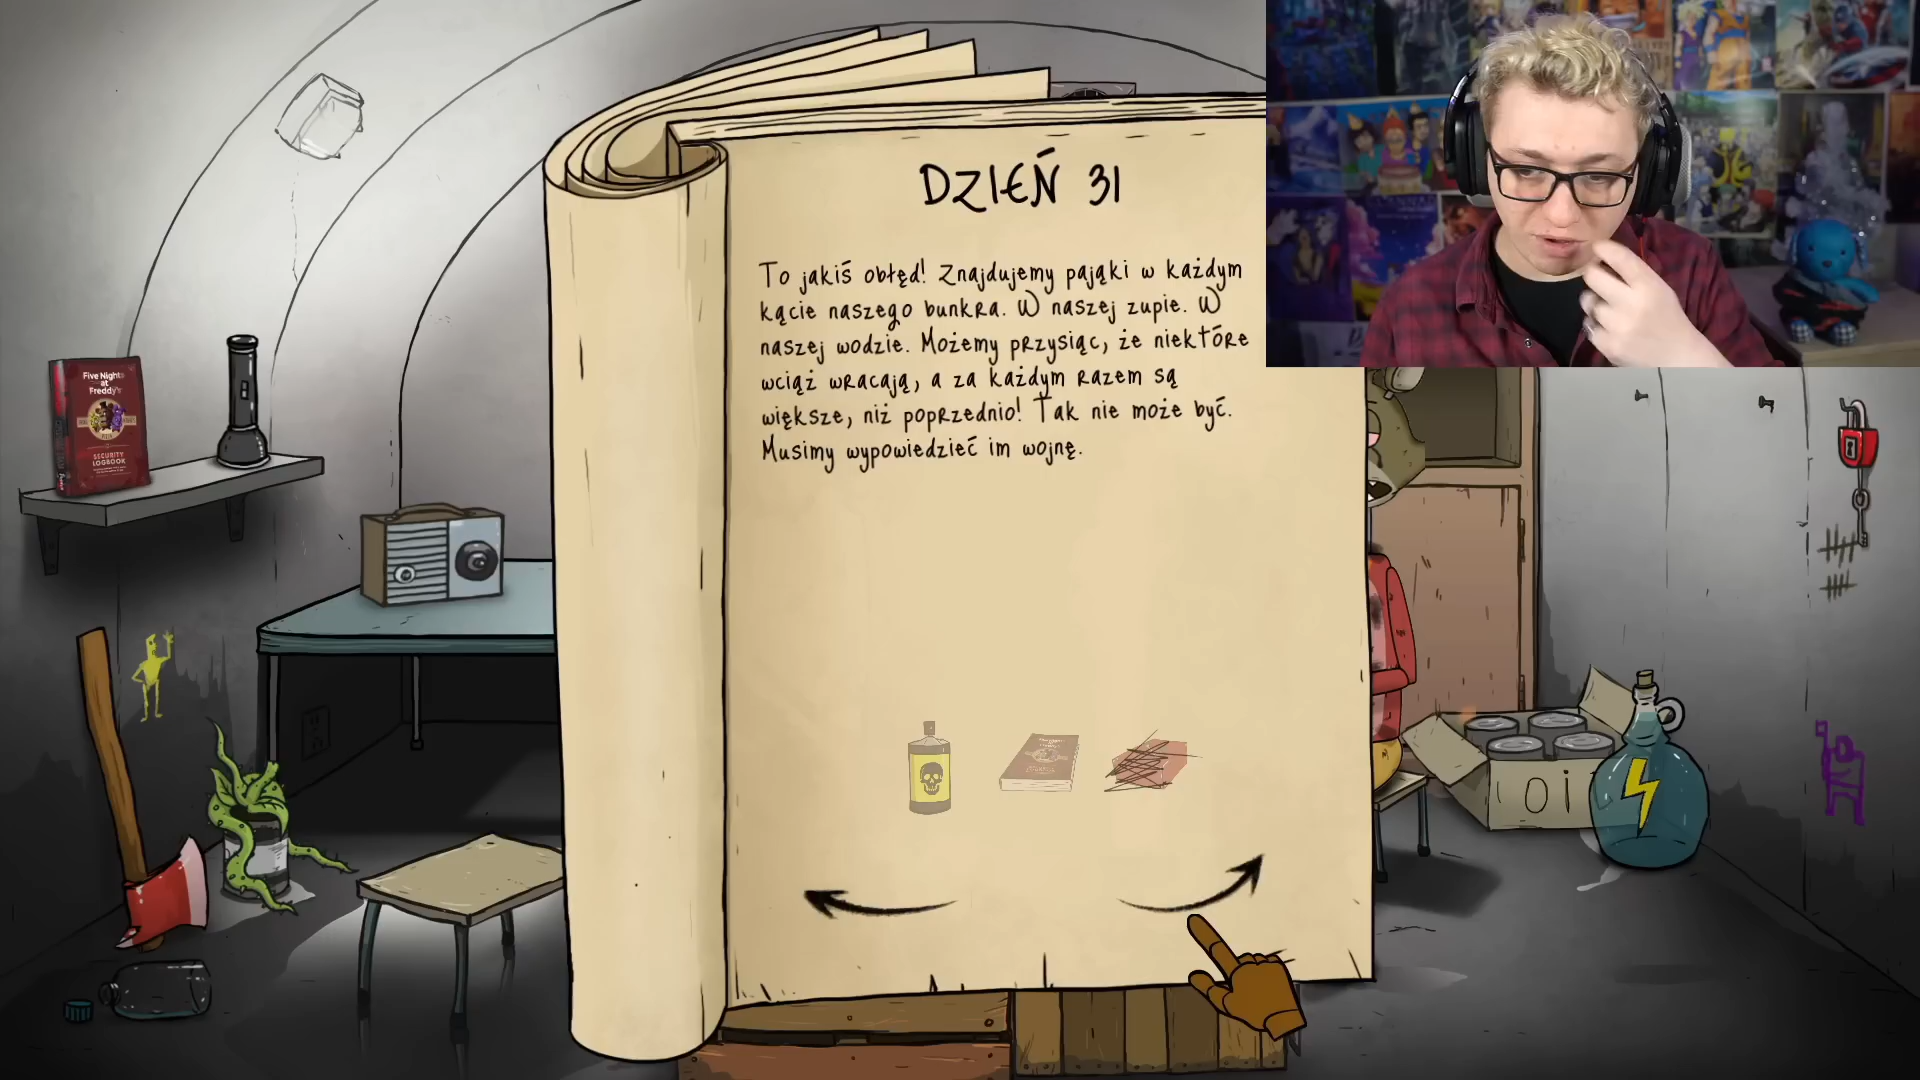 DZIEŃ 31
To jakiś obłęd! Znajdujemy pająki w każdym
kącie naszego bunkra. W naszej zupie. W
naszej wodzie. Możemy przysiąc, że niektóre
wciąż wracają, a za każdym razem są
większe, niż poprzednio! Tak nie może być.
Musimy wypowiedzieć im wojnę.
Five Nights
at
Freddy's
SECURITY
LOGBOOK